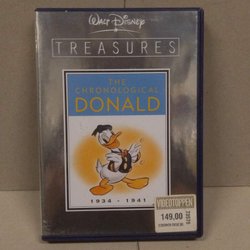 WALT DISNEY
TREASURES
THE
CHRONOLOGICAL
DONALD
1934 - 1941
VIDEOTOPPEN
149,00